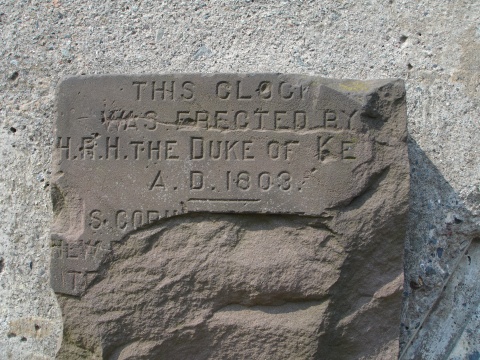 THIS CLOCK
WAS ERECTED BY
H.R.H. THE DUKE OF KE
A.D. 1803.